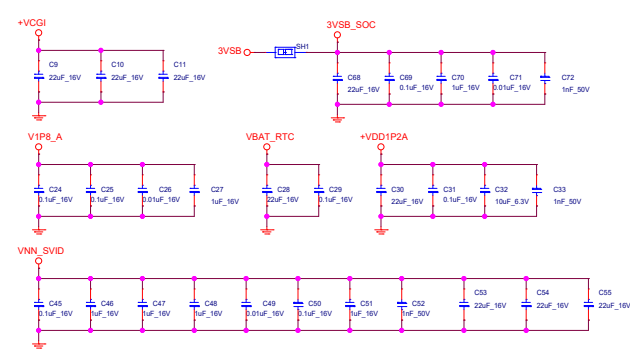 +VCGI
C9
22uF_16V
C10
22uF_16V
C11
22uF_16V
3VSB_SOC
3VSB
SH1
C68
22uF_16V
C69
0.1uF_16V
C70
1uF_16V
C71
0.01uF_16V
C72
1nF_50V
V1P8_A
C24
0.1uF_16V
C25
0.1uF_16V
C26
0.01uF_16V
C27
1uF_16V
VBAT_RTC
C28
22uF_16V
C29
0.1uF_16V
+VDD1P2A
C30
22uF_16V
C31
0.1uF_16V
C32
10uF_6.3V
C33
1nF_50V
VNN_SVID
C45
0.1uF_16V
C46
1uF_16V
C47
1uF_16V
C48
1uF_16V
C49
0.01uF_16V
C50
0.1uF_16V
C51
1uF_16V
C52
1nF_50V
C53
22uF_16V
C54
22uF_16V
C55
22uF_16V